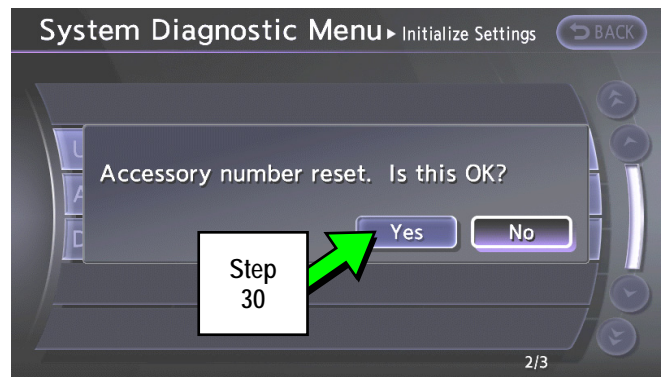 System Diagnostic Menu ▸ Initialize Settings BACK
U
A
D
Accessory number reset. Is this OK?
Yes No
Step
30
2/3